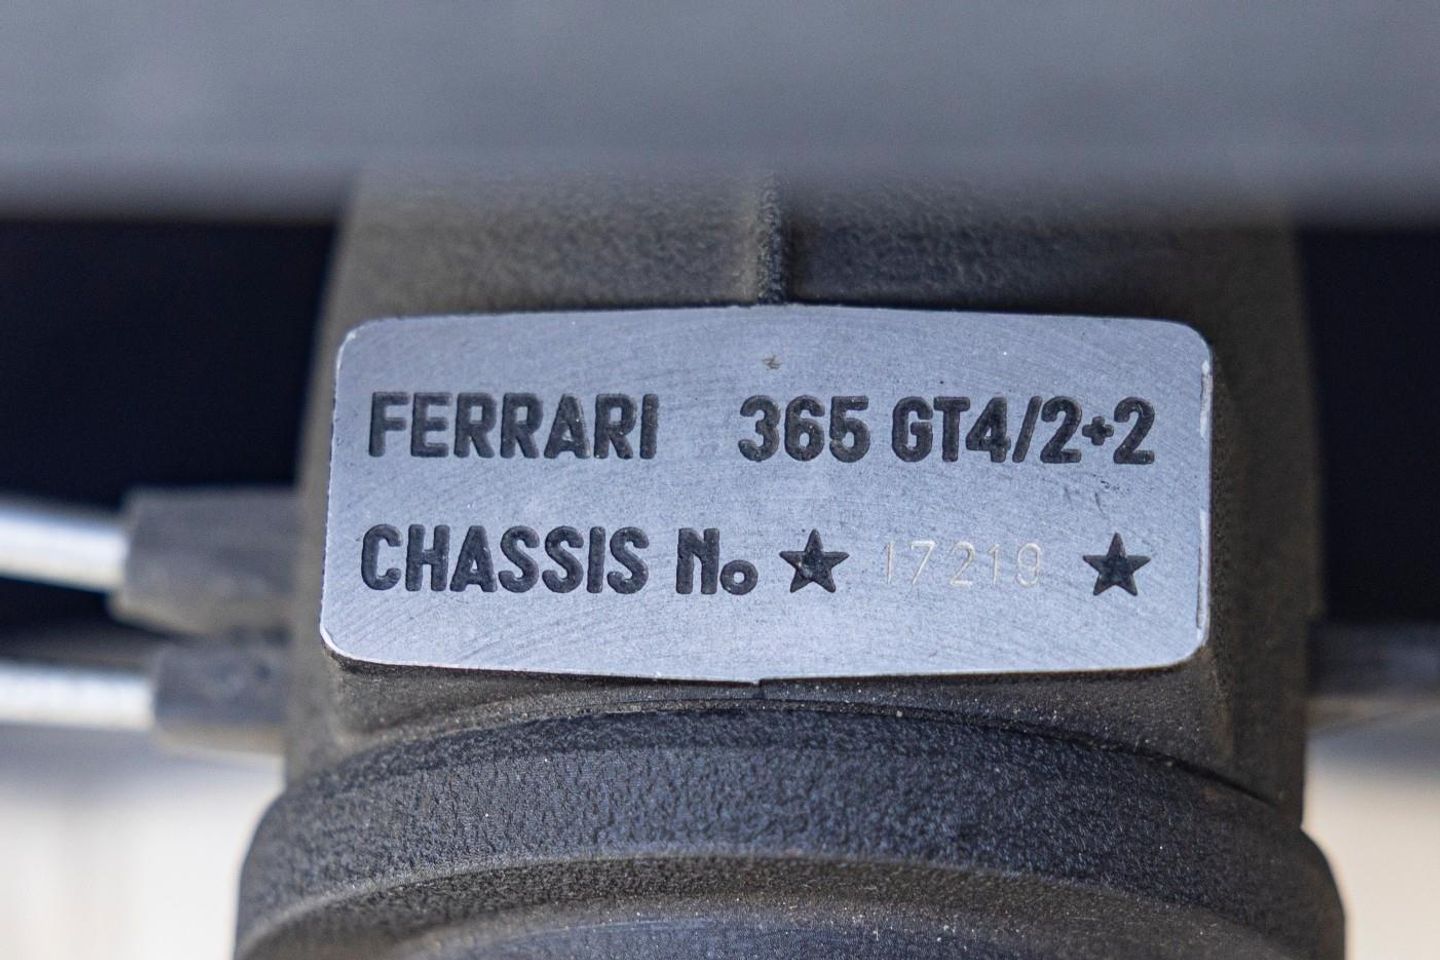 FERRARI 365 GT4/2+2
CHASSIS No ★ 17219 ★